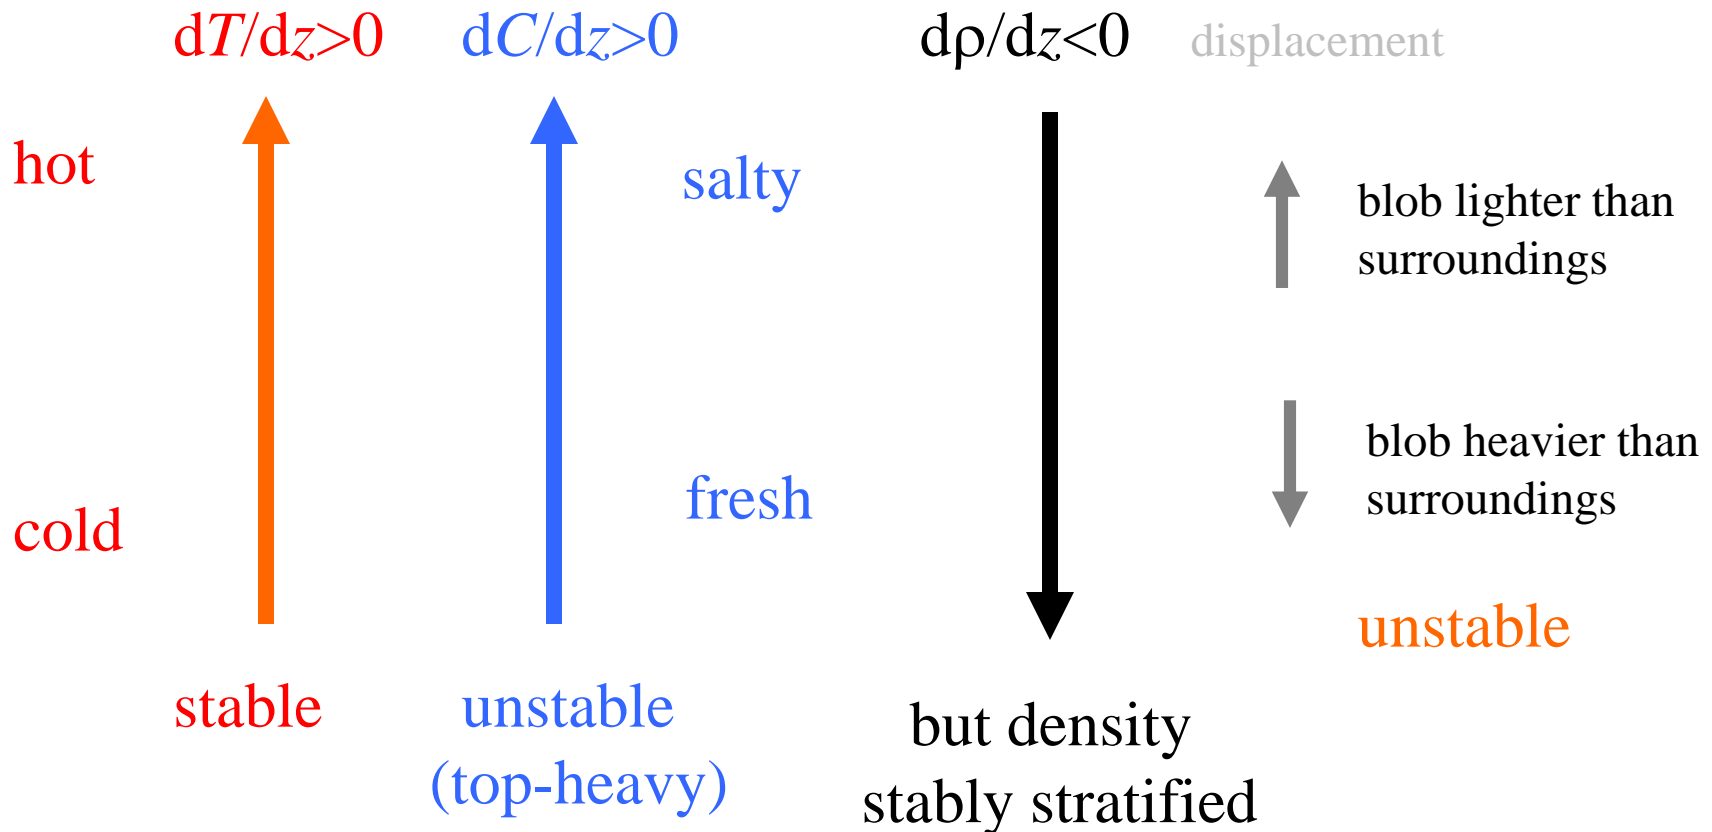 dT/dz>0
dC/dz>0
dρ/dz<0
displacement
hot
salty
blob lighter than
surroundings
blob heavier than
surroundings
fresh
cold
unstable
stable
unstable
(top-heavy)
but density
stably stratified